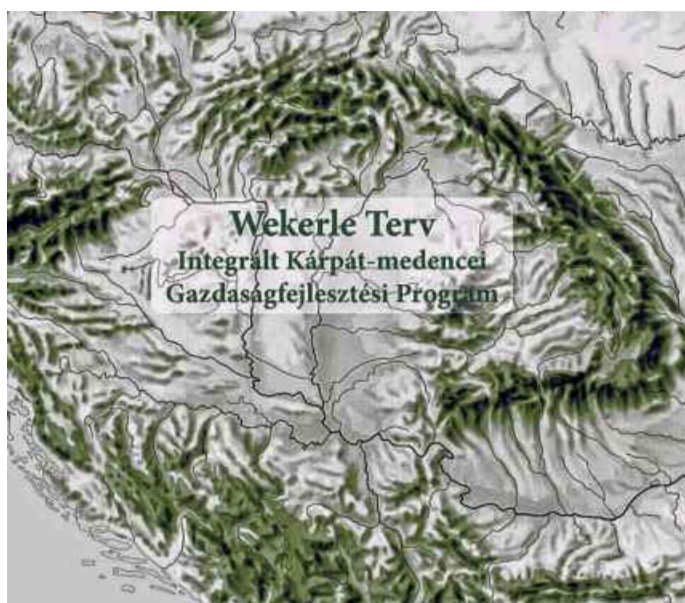 Wekerle Terv
Integrált Kárpát-medencei
Gazdaságfejlesztési Program